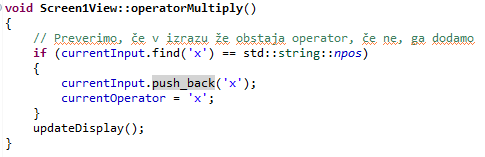 void Screen1View::operatorMultiply()
{
    // Preverimo, če v izrazu že obstaja operator, če ne, ga dodamo
    if (currentInput.find('x') == std::string::npos)
    {
        currentInput.push_back('x');
        currentOperator = 'x';
    }
    updateDisplay();
}